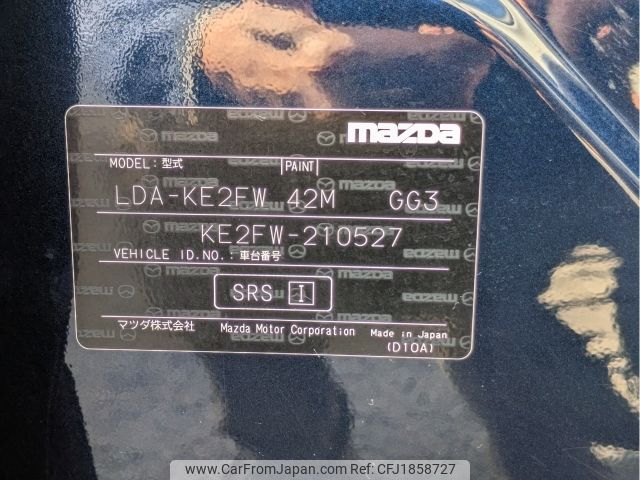 mazda
MODEL：型式 PAINT
LDA-KE2FW 42M GG3
KE2FW-210527
VEHICLE ID.NO.：車台番号
SRS I
マツダ株式会社 Mazda Motor Corporation Made in Japan
(D10A)
www.CarFromJapan.com | Ref No. CFJ1858727